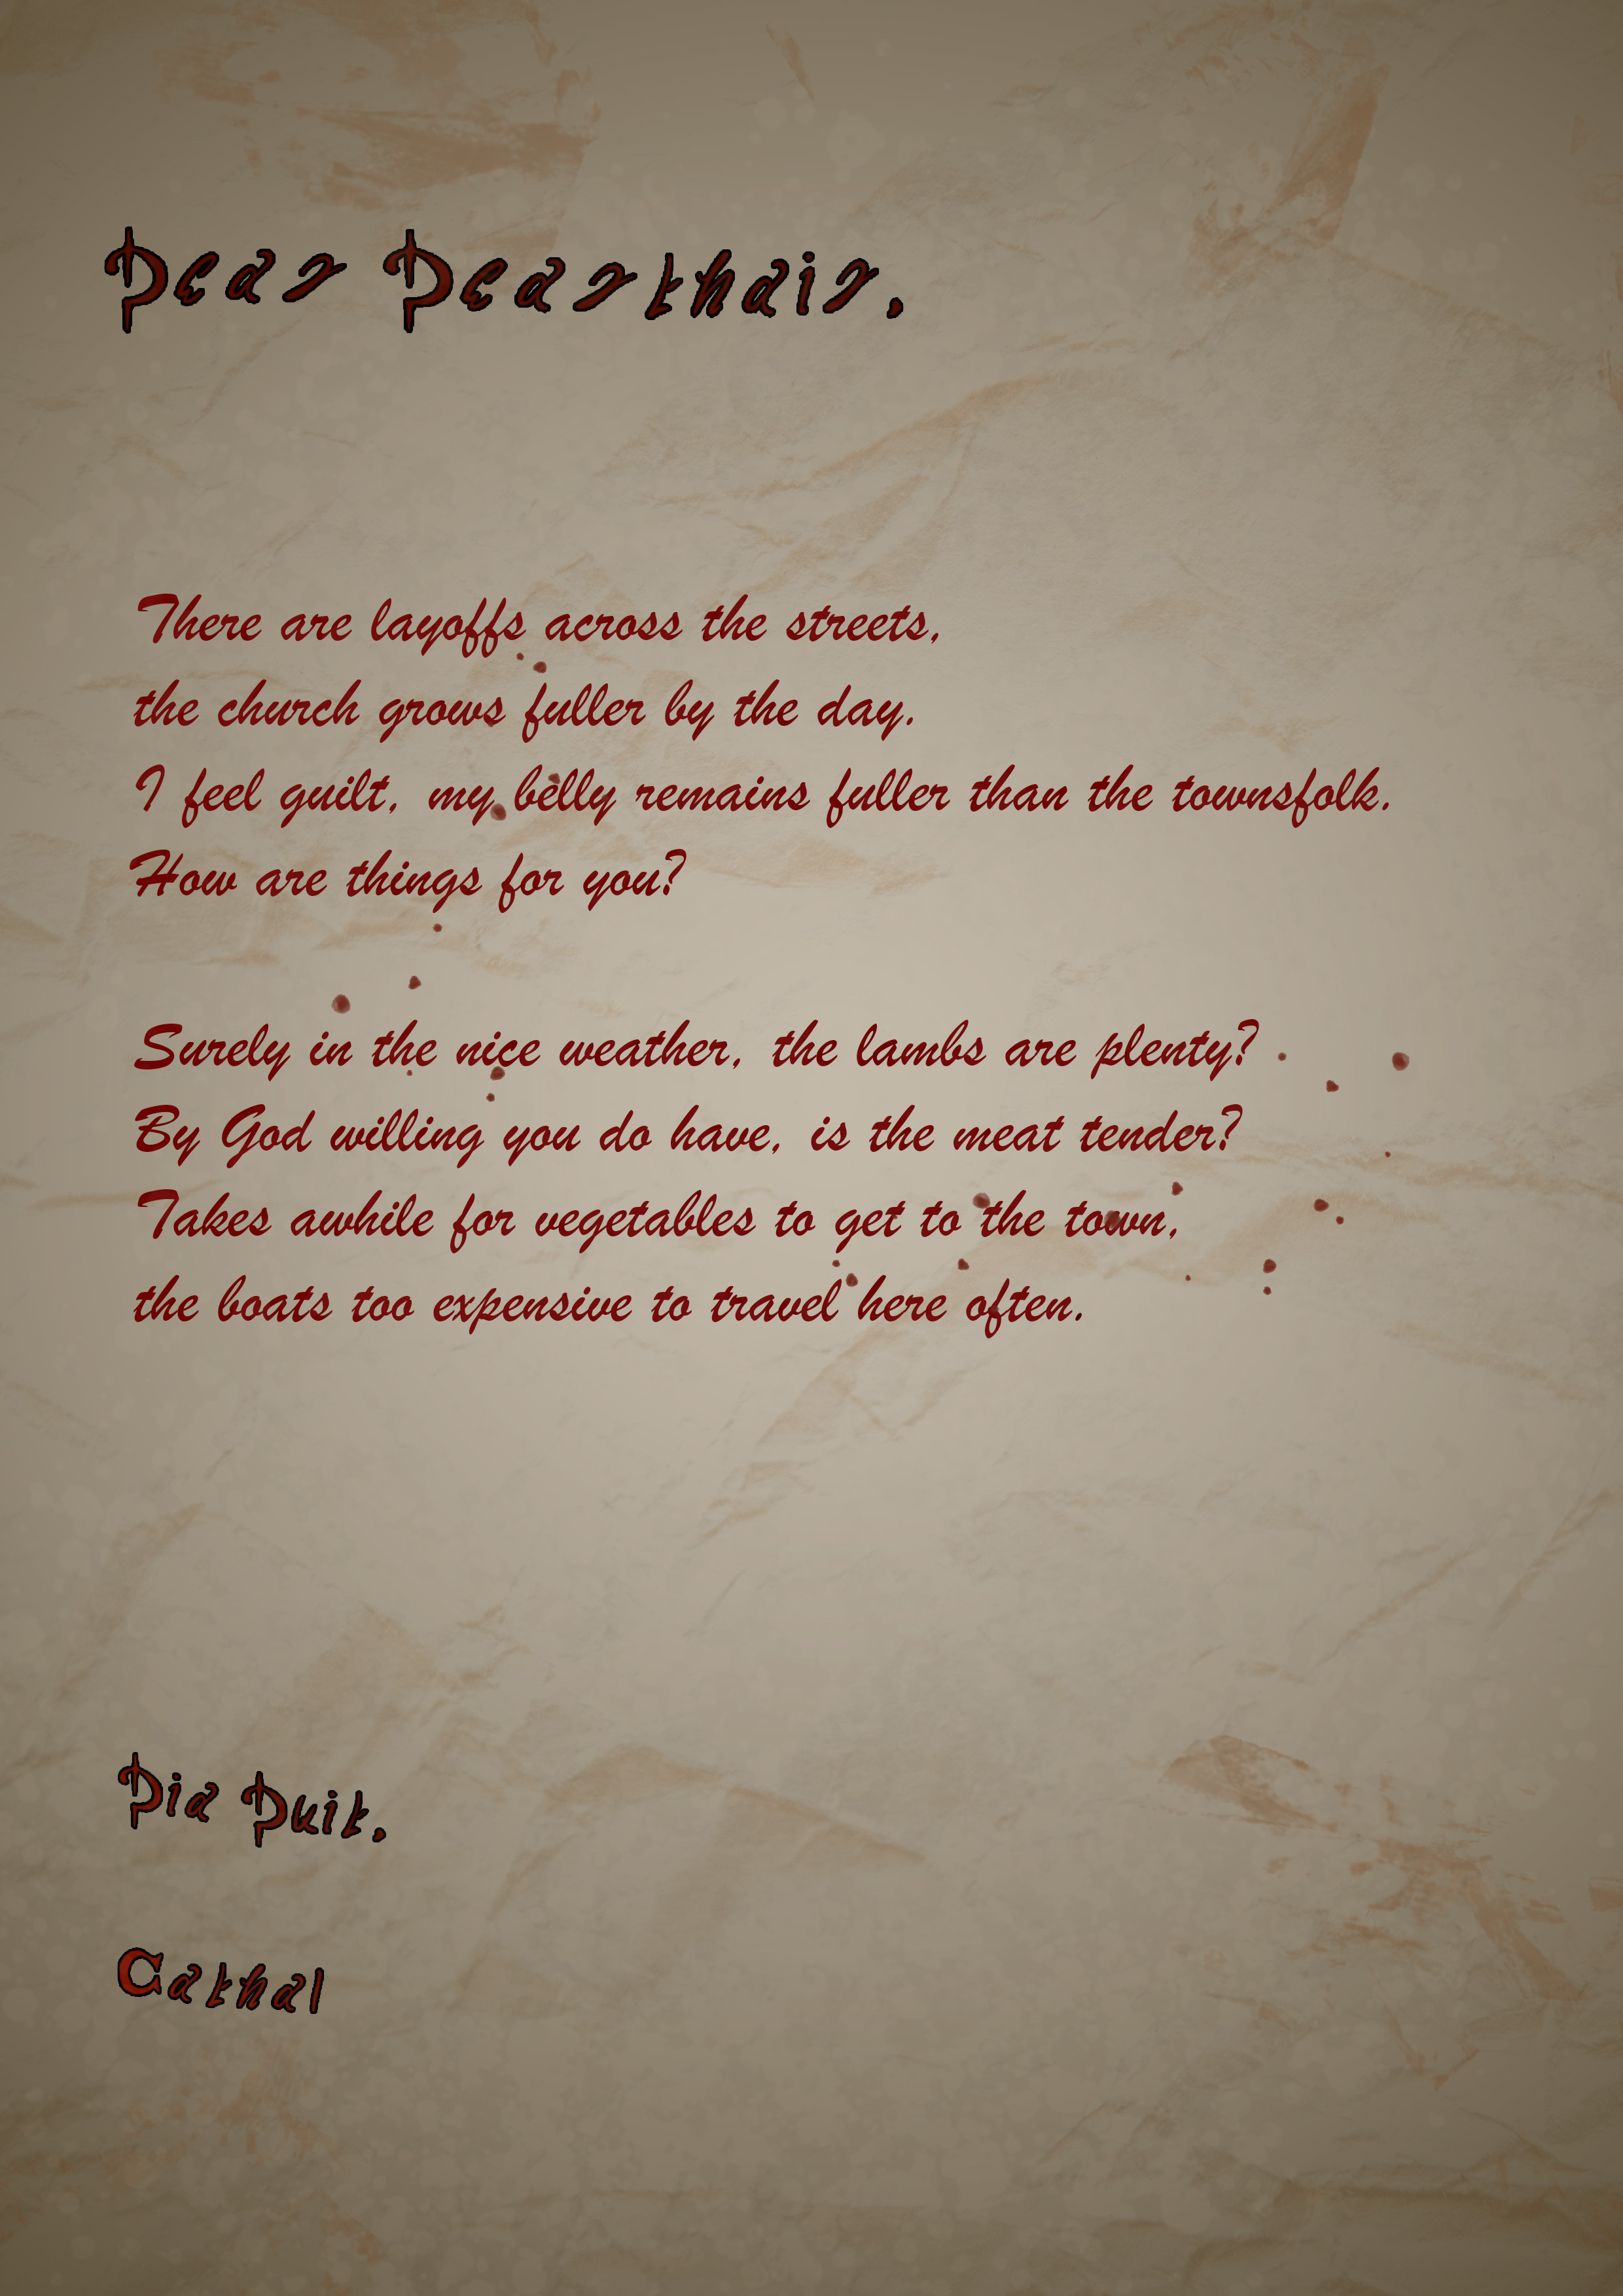 Dear Dearthair,
There are layoffs across the streets,
the church grows fuller by the day.
I feel guilt, my belly remains fuller than the townsfolk.
How are things for you?
Surely in the nice weather, the lambs are plenty?
By God willing you do have, is the meat tender?
Takes awhile for vegetables to get to the town,
the boats too expensive to travel here often.
Dia Duit,
Cathal